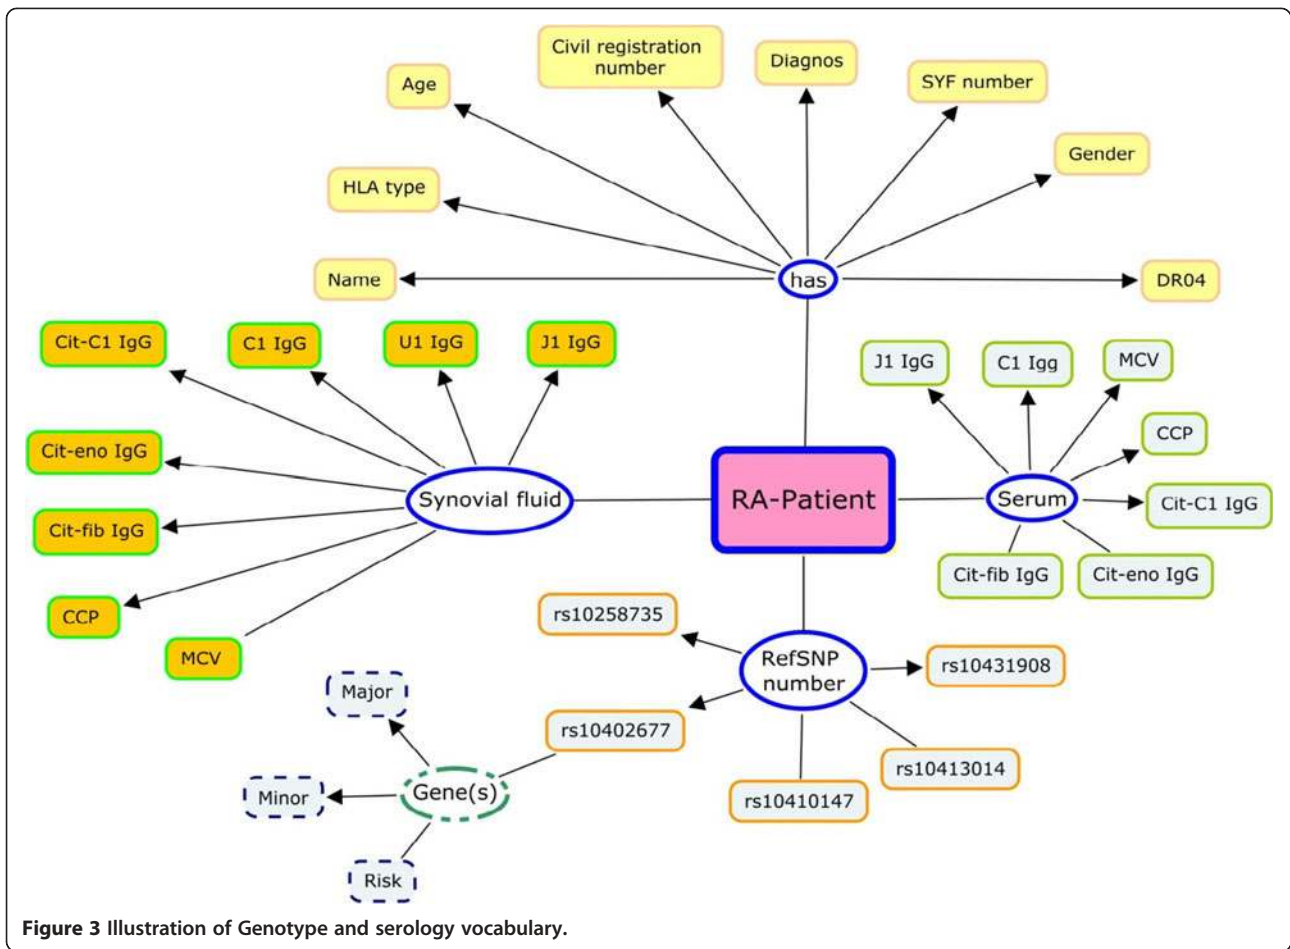 Civil registration
number
Diagnos
Age
SYF number
Gender
HLA type
Name
has
DR04
Cit-C1 IgG
C1 IgG
U1 IgG
J1 IgG
J1 IgG
C1 Igg
MCV
Cit-eno IgG
CCP
Synovial fluid
RA-Patient
Serum
Cit-C1 IgG
Cit-fib IgG
Cit-fib IgG
Cit-eno IgG
CCP
rs10258735
MCV
RefSNP
number
rs10431908
Major
rs10402677
rs10413014
Minor
Gene(s)
rs10410147
Risk
Figure 3 Illustration of Genotype and serology vocabulary.